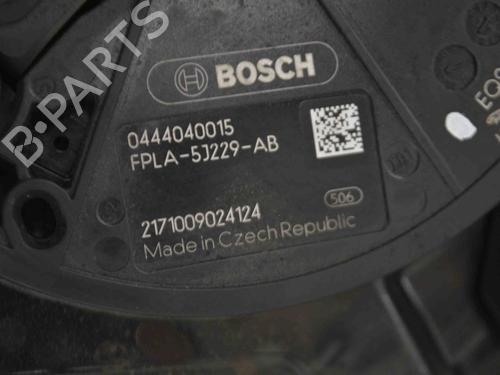 BOSCH
0444040015
FPLA-5J229-AB
2171009024124
506
Made in Czech Republic
B-PARTS